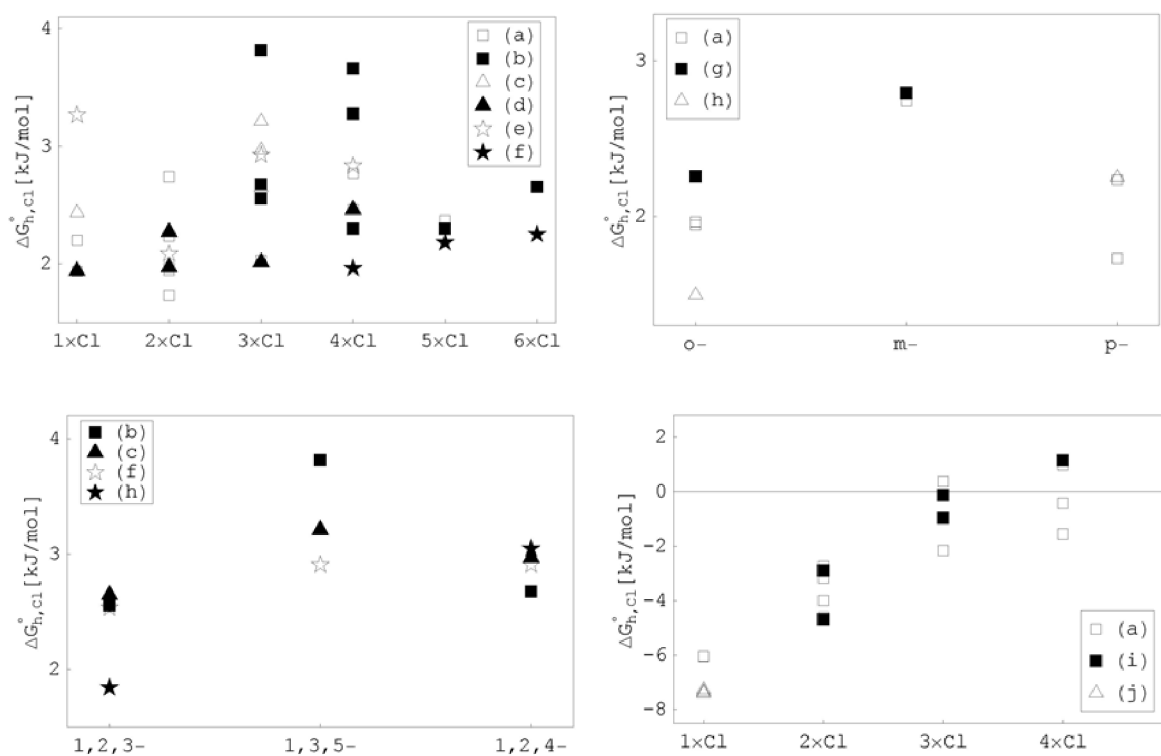 4
3
2
ΔG°h,Cl [kJ/mol]
(a)
(b)
(c)
(d)
(e)
(f)
1×Cl 2×Cl 3×Cl 4×Cl 5×Cl 6×Cl
3
2
ΔG°h,Cl [kJ/mol]
(a)
(g)
(h)
o− m− p−
4
3
2
ΔG°h,Cl [kJ/mol]
(b)
(c)
(f)
(h)
1,2,3− 1,3,5− 1,2,4−
2
0
−2
−4
−6
−8
ΔG°h,Cl [kJ/mol]
(a)
(i)
(j)
1×Cl 2×Cl 3×Cl 4×Cl